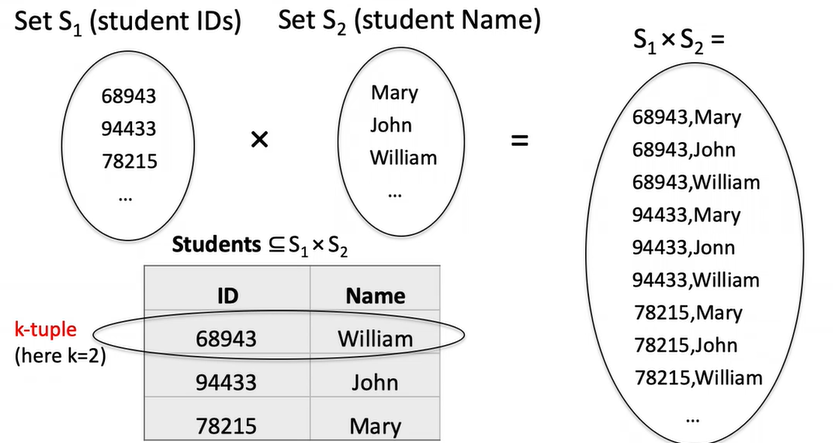 Set S₁ (student IDs)
Set S₂ (student Name)
S₁ × S₂ =
68943
94433
78215
...
×
Mary
John
William
...
=
68943,Mary
68943,John
68943,William
94433,Mary
94433,Jonn
94433,William
78215,Mary
78215,John
78215,William
...
Students ⊆ S₁ × S₂
ID Name
k-tuple
(here k=2)
68943 William
94433 John
78215 Mary